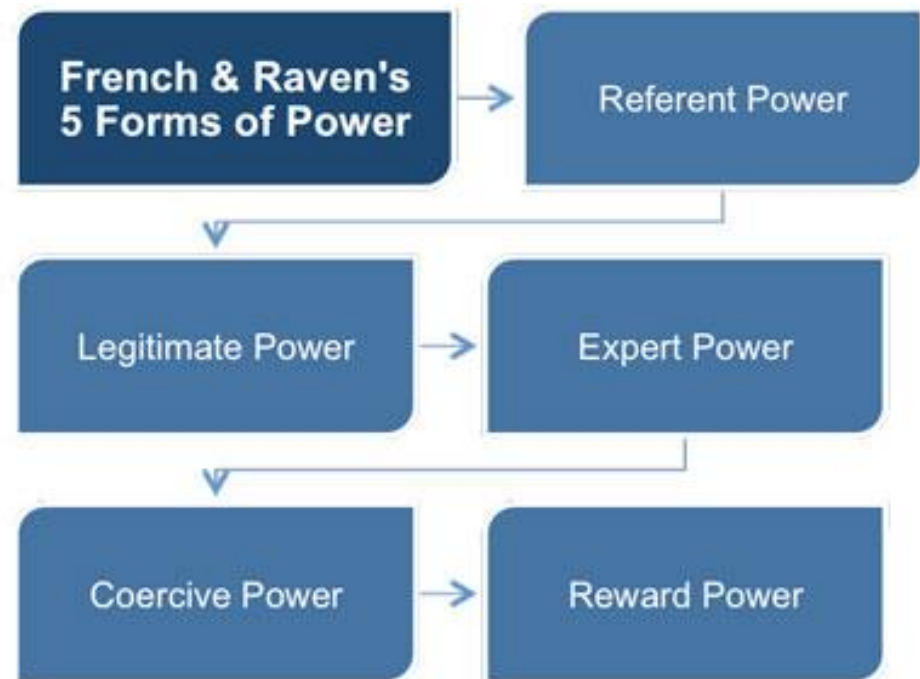 French & Raven's
5 Forms of Power
Referent Power
Legitimate Power
Expert Power
Coercive Power
Reward Power